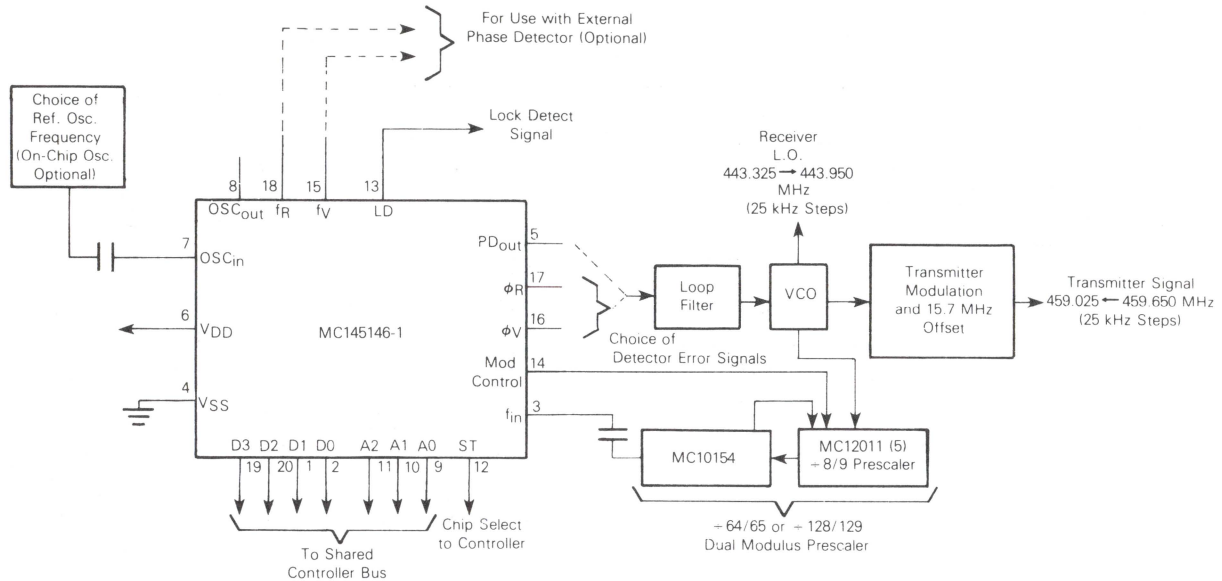 For Use with External
Phase Detector (Optional)
Choice of
Ref. Osc.
Frequency
(On-Chip Osc.
Optional)
Lock Detect
Signal
Receiver
L.O.
443.325 → 443.950
MHz
(25 kHz Steps)
8 18 15 13
OSCout fR fV LD
7
OSCin
6
VDD
4
VSS
MC145146-1
5
PDout
17
ϕR
16
ϕV
14
Mod
Control
3
fin
Choice of
Detector Error Signals
Loop
Filter
VCO
Transmitter
Modulation
and 15.7 MHz
Offset
Transmitter Signal
459.025 ← 459.650 MHz
(25 kHz Steps)
D3 D2 D1 D0 A2 A1 A0 ST
19 20 1 2 11 10 9 12
MC10154
MC12011 (5)
÷8/9 Prescaler
÷64/65 or ÷128/129
Dual Modulus Prescaler
To Shared
Controller Bus
Chip Select
to Controller